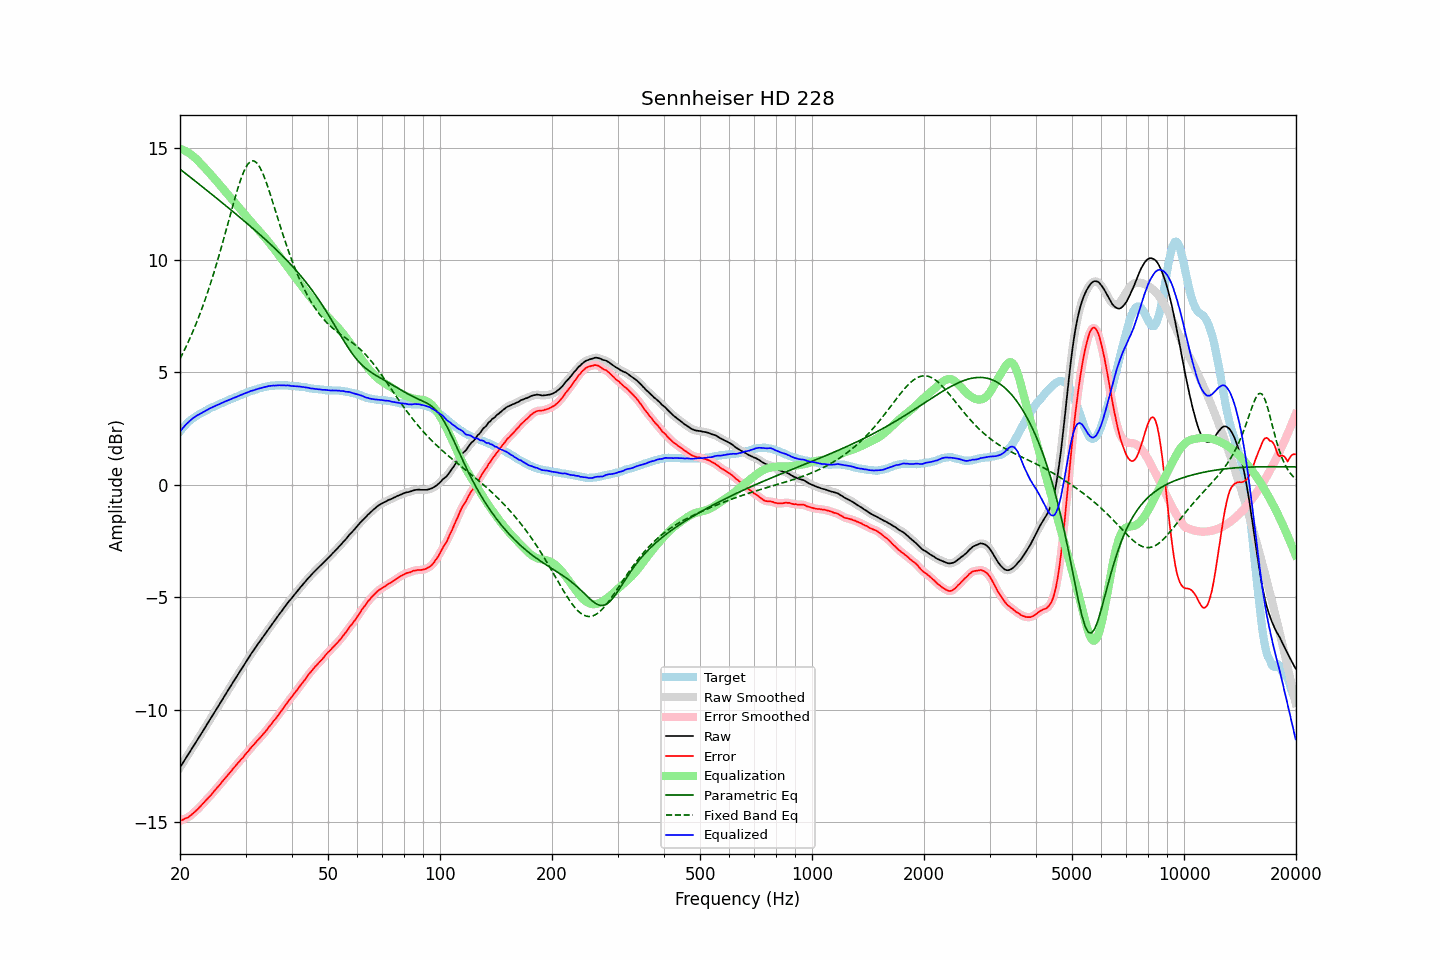 Sennheiser HD 228
Amplitude (dBr)
15
10
5
0
−5
−10
−15
Target
Raw Smoothed
Error Smoothed
Raw
Error
Equalization
Parametric Eq
Fixed Band Eq
Equalized
20 50 100 200 500 1000 2000 5000 10000 20000
Frequency (Hz)